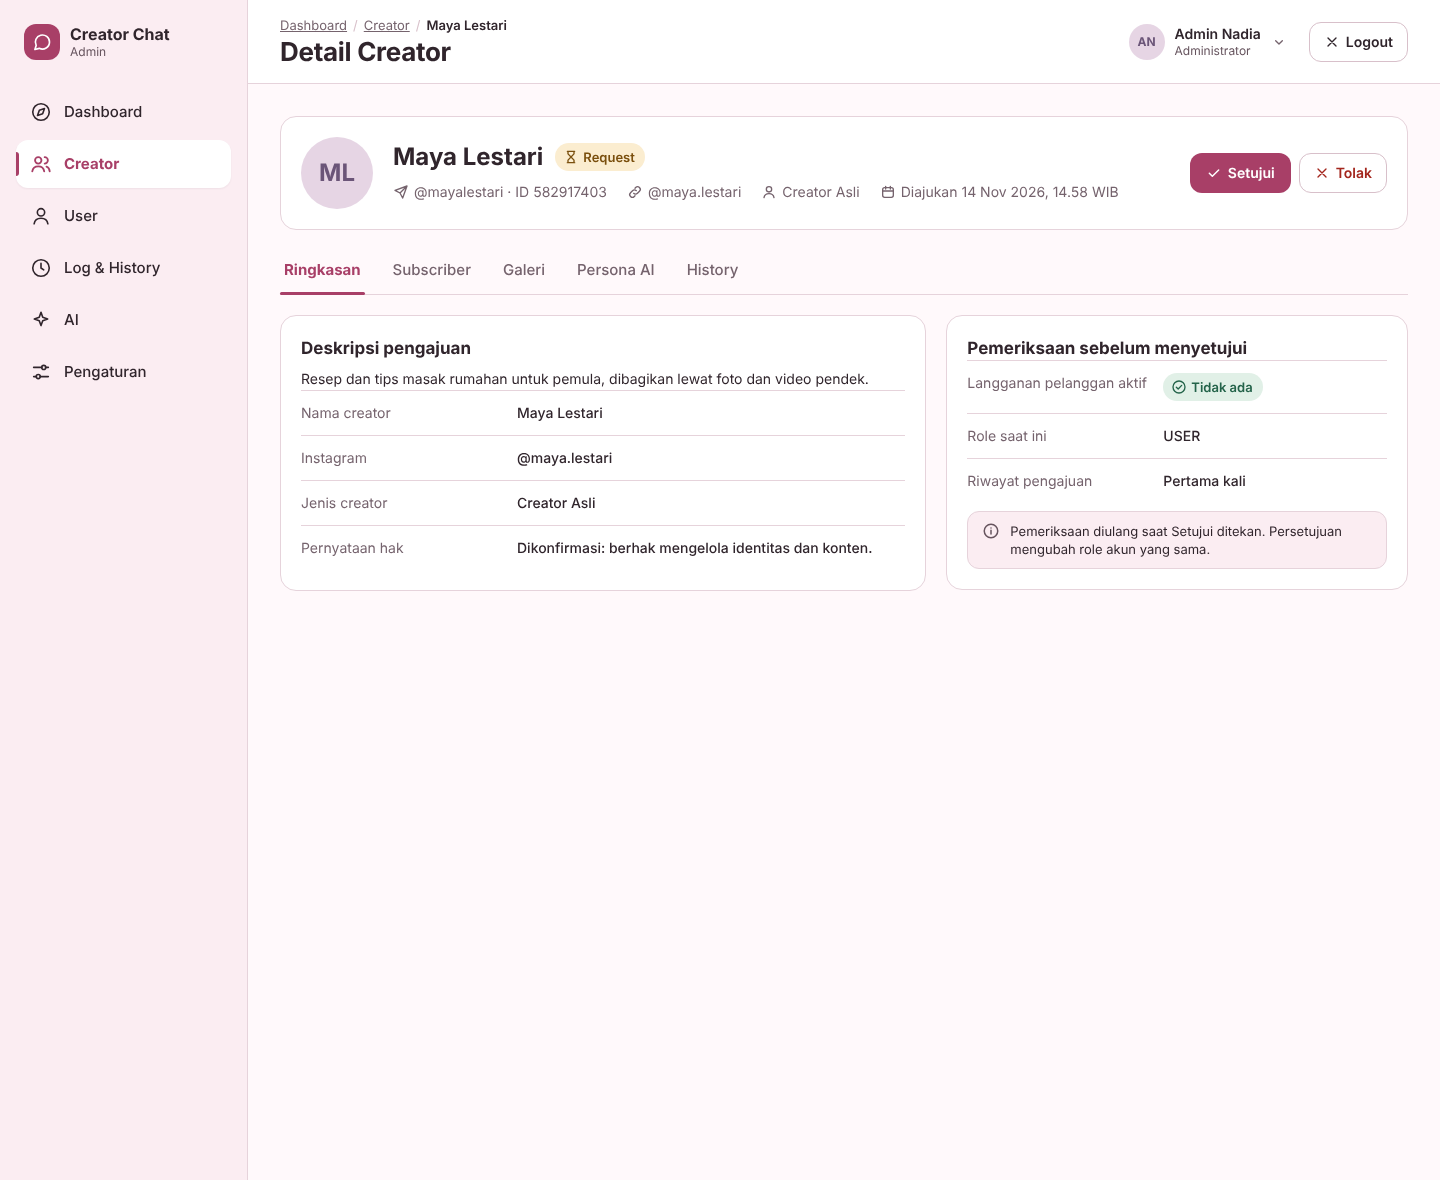 Creator Chat
Admin
Dashboard
Creator
User
Log & History
AI
Pengaturan
Dashboard / Creator / Maya Lestari
Detail Creator
AN
Admin Nadia
Administrator
Logout
ML
Maya Lestari
Request
@mayalestari · ID 582917403
@maya.lestari
Creator Asli
Diajukan 14 Nov 2026, 14.58 WIB
Setujui
Tolak
Ringkasan
Subscriber
Galeri
Persona AI
History
Deskripsi pengajuan
Resep dan tips masak rumahan untuk pemula, dibagikan lewat foto dan video pendek.
Nama creator
Maya Lestari
Instagram
@maya.lestari
Jenis creator
Creator Asli
Pernyataan hak
Dikonfirmasi: berhak mengelola identitas dan konten.
Pemeriksaan sebelum menyetujui
Langganan pelanggan aktif
Tidak ada
Role saat ini
USER
Riwayat pengajuan
Pertama kali
Pemeriksaan diulang saat Setujui ditekan. Persetujuan
mengubah role akun yang sama.